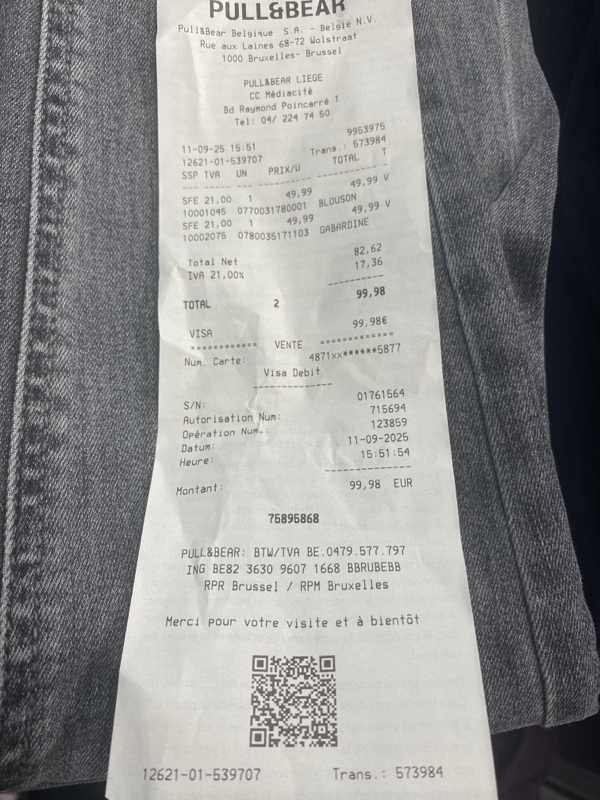 PULL&BEAR
Pull&Bear Belgique S.A. - België N.V.
Rue aux Laines 68-72 Wolstraat
1000 Bruxelles- Brussel
PULL&BEAR LIEGE
CC Médiacité
Bd Raymond Poincarré 1
Tel: 04/ 224 74 60
9953975
11-09-25 15:51
12621-01-539707 Trans.: 573984
SSP TVA UN PRIX/U TOTAL T
SFE 21,00 1 49,99 49,99 V
10001045 0770031780001 BLOUSON
SFE 21,00 1 49,99 49,99 V
10002075 0780035171103 GABARDINE
Total Net 82,62
IVA 21,00% 17,36
TOTAL 2 99,98
VISA 99,98€
============ VENTE ============
Num. Carte: 4871xx******5877
Visa Debit
S/N: 01761564
Autorisation Num: 715694
Opération Num.: 123859
Datum: 11-09-2025
Heure: 15:51:54
Montant: 99,98 EUR
75895868
PULL&BEAR: BTW/TVA BE.0479.577.797
ING BE82 3630 9607 1668 BBRUBEBB
RPR Brussel / RPM Bruxelles
Merci pour votre visite et à bientôt
12621-01-539707 Trans.: 573984